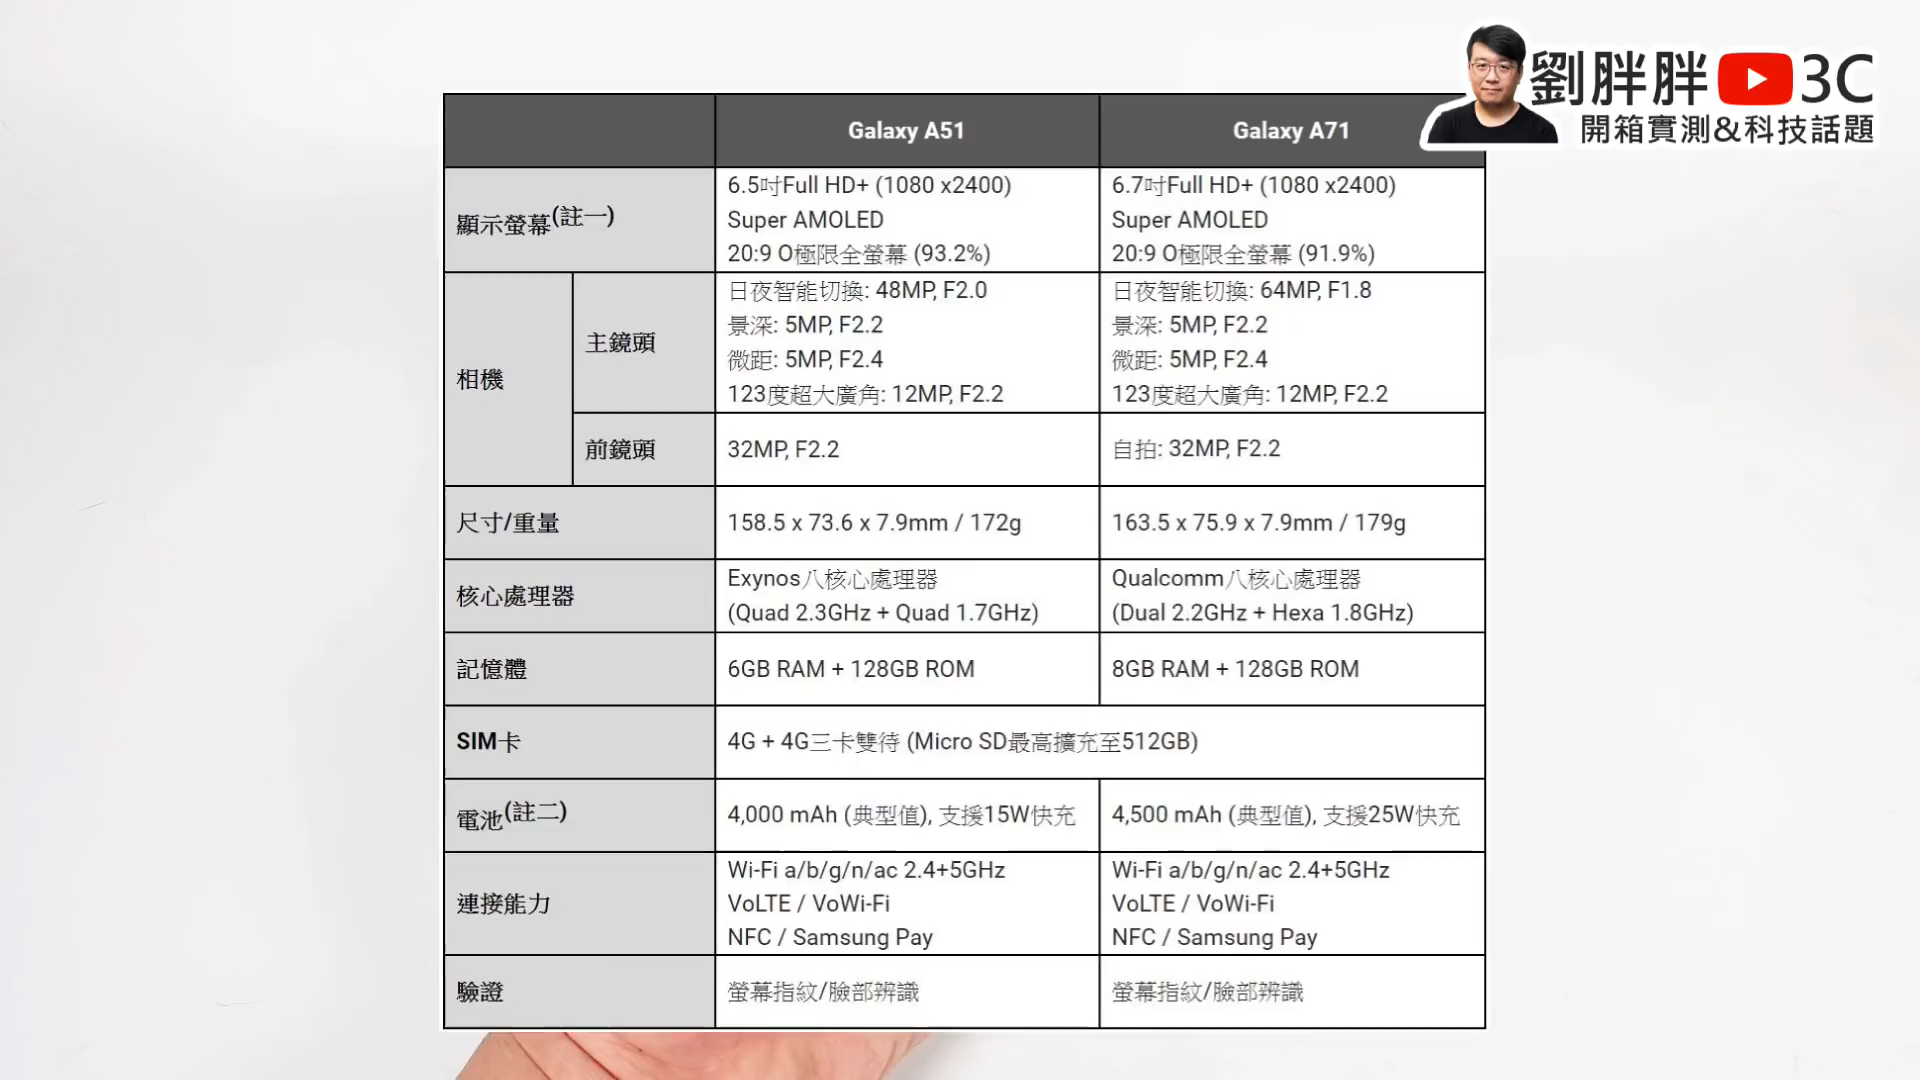 劉胖胖 3C
開箱實測&科技話題
Galaxy A51
Galaxy A71
顯示螢幕(註一)
6.5吋Full HD+ (1080 x2400)
Super AMOLED
20:9 O極限全螢幕 (93.2%)
6.7吋Full HD+ (1080 x2400)
Super AMOLED
20:9 O極限全螢幕 (91.9%)
相機
主鏡頭
日夜智能切換: 48MP, F2.0
景深: 5MP, F2.2
微距: 5MP, F2.4
123度超大廣角: 12MP, F2.2
日夜智能切換: 64MP, F1.8
景深: 5MP, F2.2
微距: 5MP, F2.4
123度超大廣角: 12MP, F2.2
前鏡頭
32MP, F2.2
自拍: 32MP, F2.2
尺寸/重量
158.5 x 73.6 x 7.9mm / 172g
163.5 x 75.9 x 7.9mm / 179g
核心處理器
Exynos八核心處理器
(Quad 2.3GHz + Quad 1.7GHz)
Qualcomm八核心處理器
(Dual 2.2GHz + Hexa 1.8GHz)
記憶體
6GB RAM + 128GB ROM
8GB RAM + 128GB ROM
SIM卡
4G + 4G三卡雙待 (Micro SD最高擴充至512GB)
電池(註二)
4,000 mAh (典型值), 支援15W快充
4,500 mAh (典型值), 支援25W快充
連接能力
Wi-Fi a/b/g/n/ac 2.4+5GHz
VoLTE / VoWi-Fi
NFC / Samsung Pay
Wi-Fi a/b/g/n/ac 2.4+5GHz
VoLTE / VoWi-Fi
NFC / Samsung Pay
驗證
螢幕指紋/臉部辨識
螢幕指紋/臉部辨識